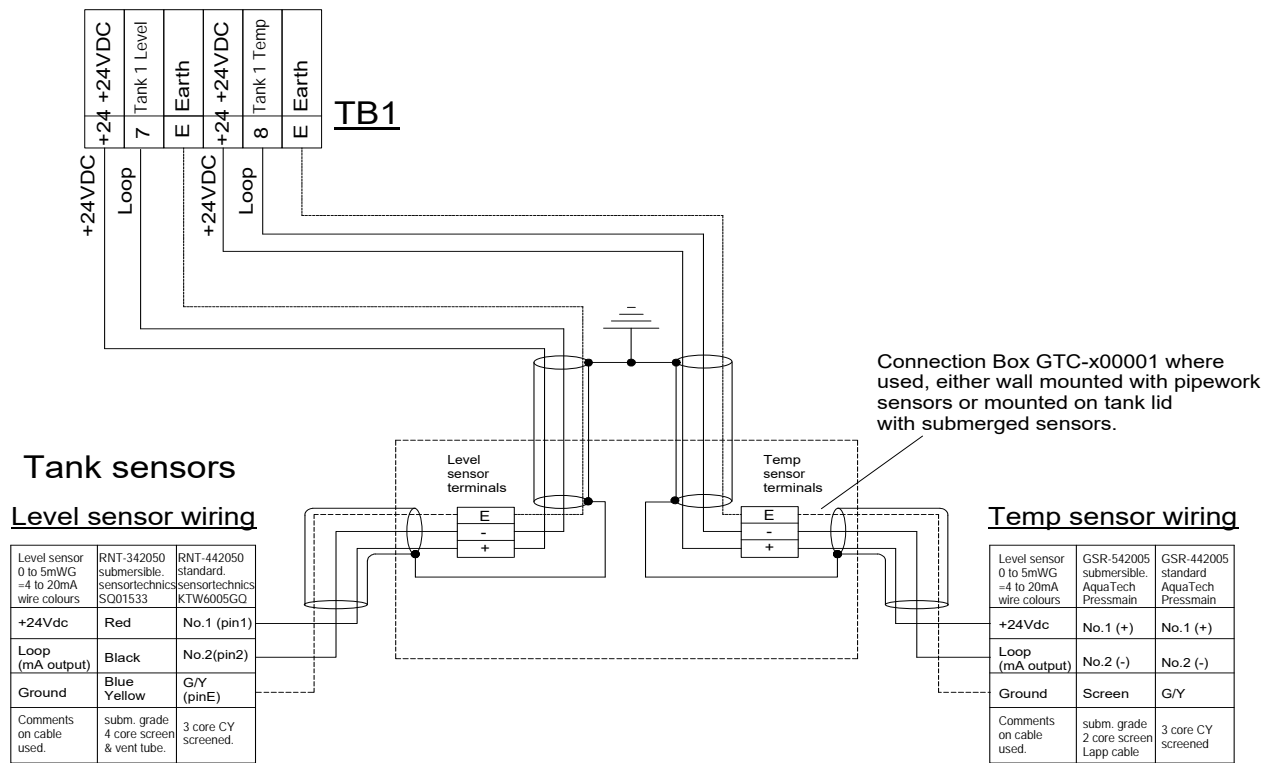 +24 +24VDC
7 Tank 1 Level
E Earth
+24 +24VDC
8 Tank 1 Temp
E Earth
TB1
+24VDC
Loop
+24VDC
Loop
Connection Box GTC-x00001 where
used, either wall mounted with pipework
sensors or mounted on tank lid
with submerged sensors.
Tank sensors
Level sensor wiring
Level
sensor
terminals
E
-
+
Temp
sensor
terminals
E
-
+
Temp sensor wiring
Level sensor
0 to 5mWG
=4 to 20mA
wire colours
RNT-342050
submersible.
sensortechnics
SQ01533
RNT-442050
standard.
sensortechnics
KTW6005GQ
+24Vdc
Red
No.1 (pin1)
Loop
(mA output)
Black
No.2(pin2)
Ground
Blue
Yellow
G/Y
(pinE)
Comments
on cable
used.
subm. grade
4 core screen
& vent tube.
3 core CY
screened.
Level sensor
0 to 5mWG
=4 to 20mA
wire colours
GSR-542005
submersible.
AquaTech
Pressmain
GSR-442005
standard
AquaTech
Pressmain
+24Vdc
No.1 (+)
No.1 (+)
Loop
(mA output)
No.2 (-)
No.2 (-)
Ground
Screen
G/Y
Comments
on cable
used.
subm. grade
2 core screen
Lapp cable
3 core CY
screened